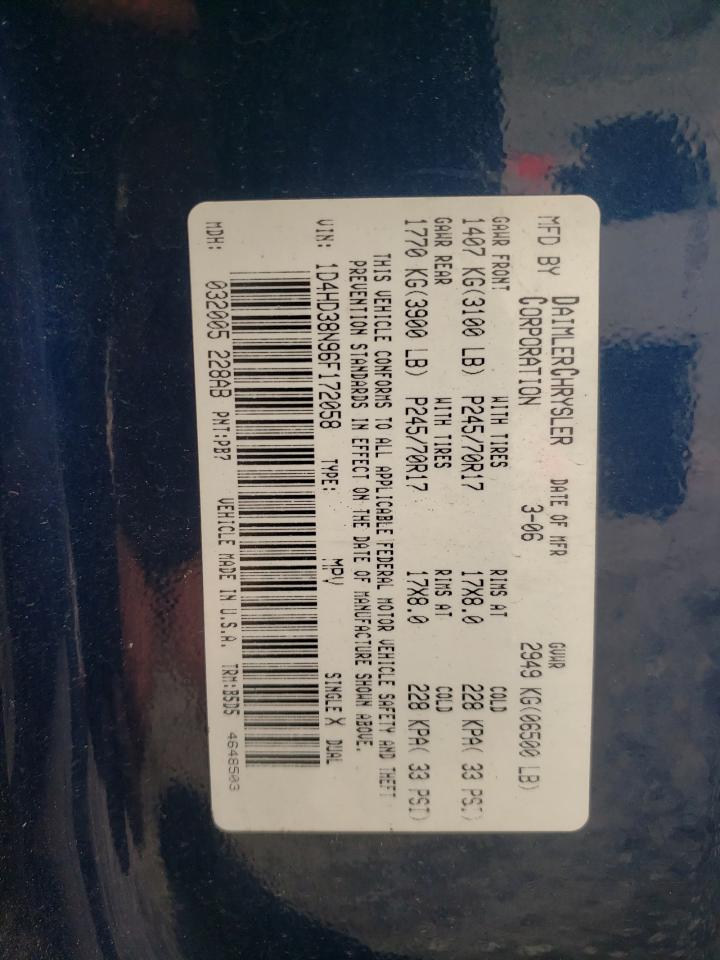 MFD BY DAIMLERCHRYSLER CORPORATION DATE OF MFR 3-06 GVWR 2949 KG(06500 LB)
GAWR FRONT WITH TIRES RIMS AT COLD
1407 KG(3100 LB) P245/70R17 17X8.0 228 KPA( 33 PSI)
GAWR REAR WITH TIRES RIMS AT COLD
1770 KG(3900 LB) P245/70R17 17X8.0 228 KPA( 33 PSI)
THIS VEHICLE CONFORMS TO ALL APPLICABLE FEDERAL MOTOR VEHICLE SAFETY AND THEFT
PREVENTION STANDARDS IN EFFECT ON THE DATE OF MANUFACTURE SHOWN ABOVE.
VIN: 1D4HD38N96F172058 TYPE: MPV SINGLE X DUAL
MDH: 032005 228AB PNT:PB7 VEHICLE MADE IN U.S.A. TRM:B5D5 4648503